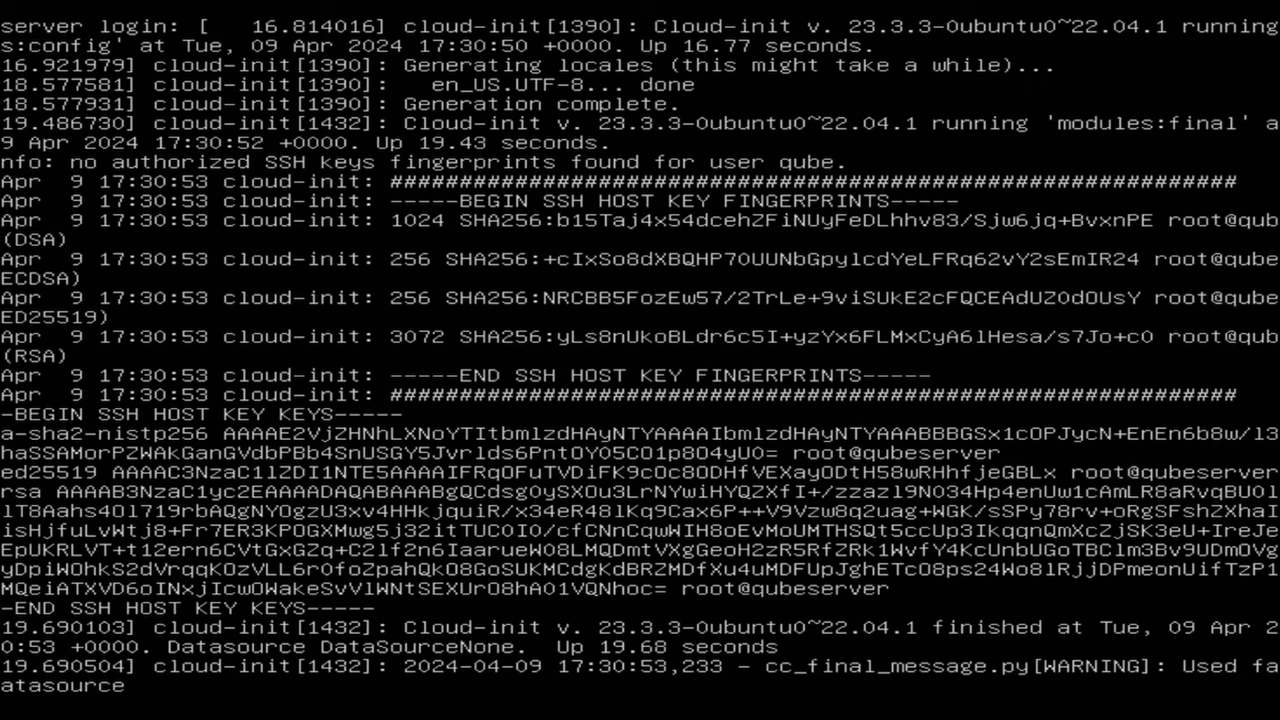 server login: [   16.814016] cloud-init[1390]: Cloud-init v. 23.3.3-0ubuntu0~22.04.1 running
s:config' at Tue, 09 Apr 2024 17:30:50 +0000. Up 16.77 seconds.
16.921979] cloud-init[1390]: Generating locales (this might take a while)...
18.577581] cloud-init[1390]:   en_US.UTF-8... done
18.577931] cloud-init[1390]: Generation complete.
19.486730] cloud-init[1432]: Cloud-init v. 23.3.3-0ubuntu0~22.04.1 running 'modules:final' a
9 Apr 2024 17:30:52 +0000. Up 19.43 seconds.
nfo: no authorized SSH keys fingerprints found for user qube.
Apr  9 17:30:53 cloud-init: #############################################################
Apr  9 17:30:53 cloud-init: -----BEGIN SSH HOST KEY FINGERPRINTS-----
Apr  9 17:30:53 cloud-init: 1024 SHA256:b15Taj4x54dcehZFiNUyFeDLhhv83/Sjw6jq+BvxnPE root@qub
(DSA)
Apr  9 17:30:53 cloud-init: 256 SHA256:+cIxSo8dXBQHP70UUNbGpylcdYeLFRq62vY2sEmIR24 root@qube
ECDSA)
Apr  9 17:30:53 cloud-init: 256 SHA256:NRCBB5FozEw57/2TrLe+9viSUkE2cFQCEAdUZ0dOUsY root@qube
ED25519)
Apr  9 17:30:53 cloud-init: 3072 SHA256:yLs8nUkoBLdr6c5I+yzYx6FLMxCyA6lHesa/s7Jo+c0 root@qub
(RSA)
Apr  9 17:30:53 cloud-init: -----END SSH HOST KEY FINGERPRINTS-----
Apr  9 17:30:53 cloud-init: #############################################################
-BEGIN SSH HOST KEY KEYS-----
a-sha2-nistp256 AAAAE2VjZHNhLXNoYTItbmlzdHAyNTYAAAAIbmlzdHAyNTYAAABBBGSx1cOPJycN+EnEn6b8w/l3
haSSAMorPZWAkGanGVdbPBb4SnUSGY5Jvrlds6PntOY05CO1p8O4yU0= root@qubeserver
ed25519 AAAAC3NzaC1lZDI1NTE5AAAAIFRqOFuTVDiFK9cOc8ODHfVEXayODtH58wRHhfjeGBLx root@qubeserver
rsa AAAAB3NzaC1yc2EAAAADAQABAAABgQCdsg0ySXOu3LrNYwiHYQZXfI+/zzazl9NO34Hp4enUw1cAmLR8aRvqBU0l
lT8Aahs4Ol719rbAQgNYOgzU3xv4HHkjquiR/x34eR48lKq9Cax6P++V9Vzw8q2uag+WGK/sSPy78rv+oRgSFshZXhaI
isHjfuLvWtj8+Fr7ER3KPOGXMwg5j32itTUC0IO/cfCNnCqwWIH8oEvMoUMTHSQt5ccUp3IkqqnQmXcZjSK3eU+IreJe
EpUKRLVT+t12ern6CVtGxGZq+C2lf2n6IaarueWO8LMQDmtVXgGeoH2zR5RfZRk1WvfY4KcUnbUGoTBClm3Bv9UDmOVg
yDpiWOhkS2dVrqqKOzVLL6rOfoZpahQkO8GoSUKMCdgKdBRZMDfXu4uMDFUpJghETcO8ps24Wo8lRjjDPmeonUifTzP1
MQeiATXVD6oINxjIcwOWakeSvVlWNtSEXUrO8hAO1VQNhoc= root@qubeserver
-END SSH HOST KEY KEYS-----
19.690103] cloud-init[1432]: Cloud-init v. 23.3.3-0ubuntu0~22.04.1 finished at Tue, 09 Apr 2
0:53 +0000. Datasource DataSourceNone.  Up 19.68 seconds
19.690504] cloud-init[1432]: 2024-04-09 17:30:53,233 - cc_final_message.py[WARNING]: Used fa
atasource